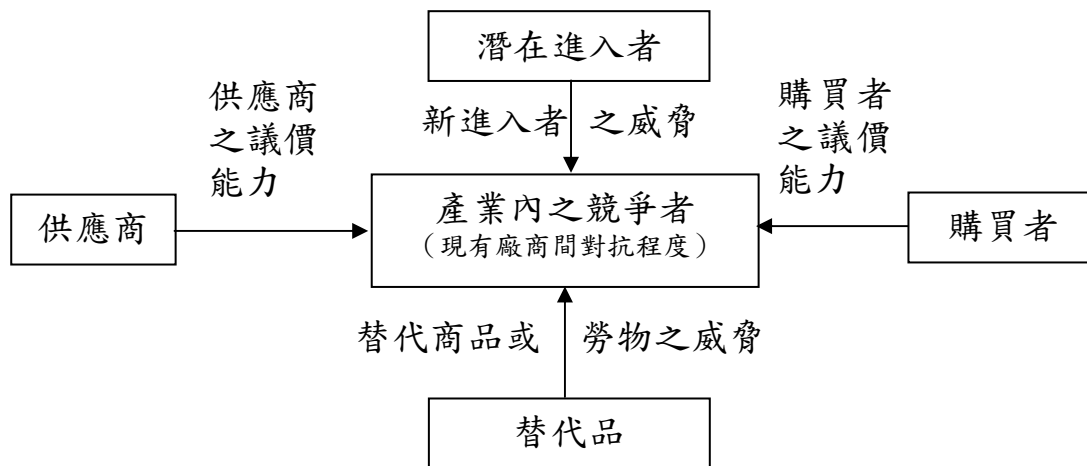 潛在進入者
供應商
之議價
能力
新進入者 之威脅
購買者
之議價
能力
供應商
產業內之競爭者
（現有廠商間對抗程度）
購買者
替代商品或 勞物之威脅
替代品